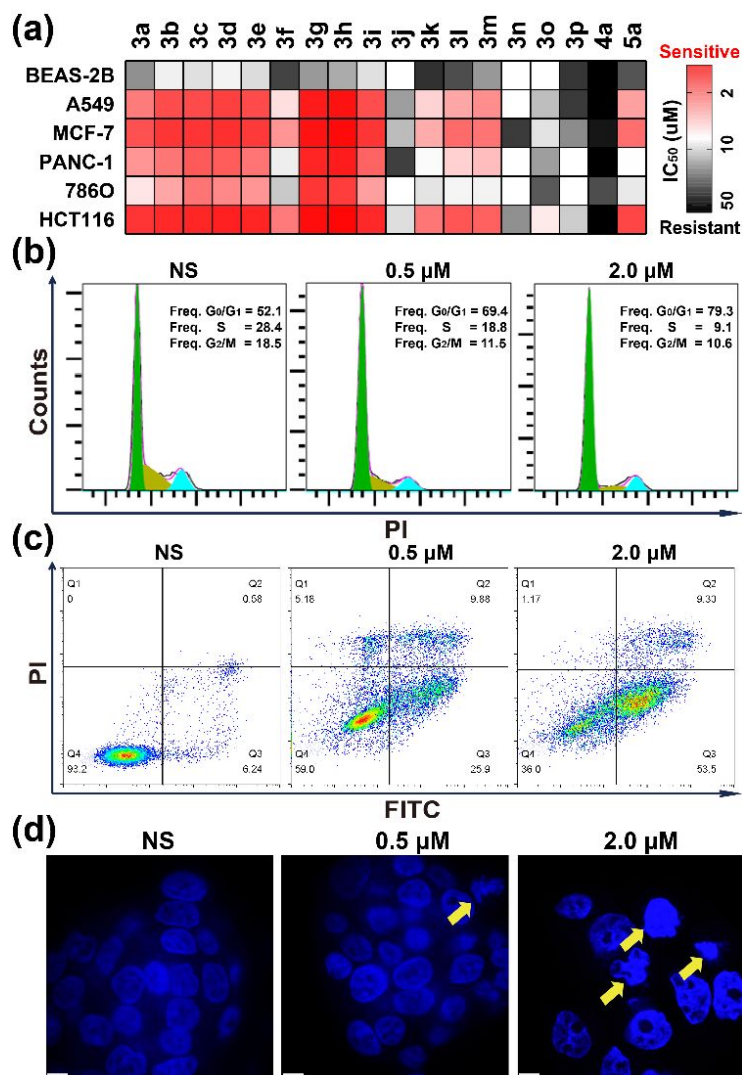 (a)
3a 3b 3c 3d 3e 3f 3g 3h 3i 3j 3k 3l 3m 3n 3o 3p 4a 5a
Sensitive
BEAS-2B
A549
MCF-7
PANC-1
786O
HCT116
2
10
50
IC50 (uM)
Resistant
(b)
NS
0.5 μM
2.0 μM
Freq. G0/G1 = 52.1
Freq. S = 28.4
Freq. G2/M = 18.5
Freq. G0/G1 = 69.4
Freq. S = 18.8
Freq. G2/M = 11.5
Freq. G0/G1 = 79.3
Freq. S = 9.1
Freq. G2/M = 10.6
Counts
PI
(c)
NS
0.5 μM
2.0 μM
Q1
0
Q2
0.58
Q4
93.2
Q3
6.24
Q1
5.18
Q2
9.88
Q4
59.0
Q3
25.9
Q1
1.17
Q2
9.33
Q4
36.0
Q3
53.5
PI
FITC
(d)
NS
0.5 μM
2.0 μM